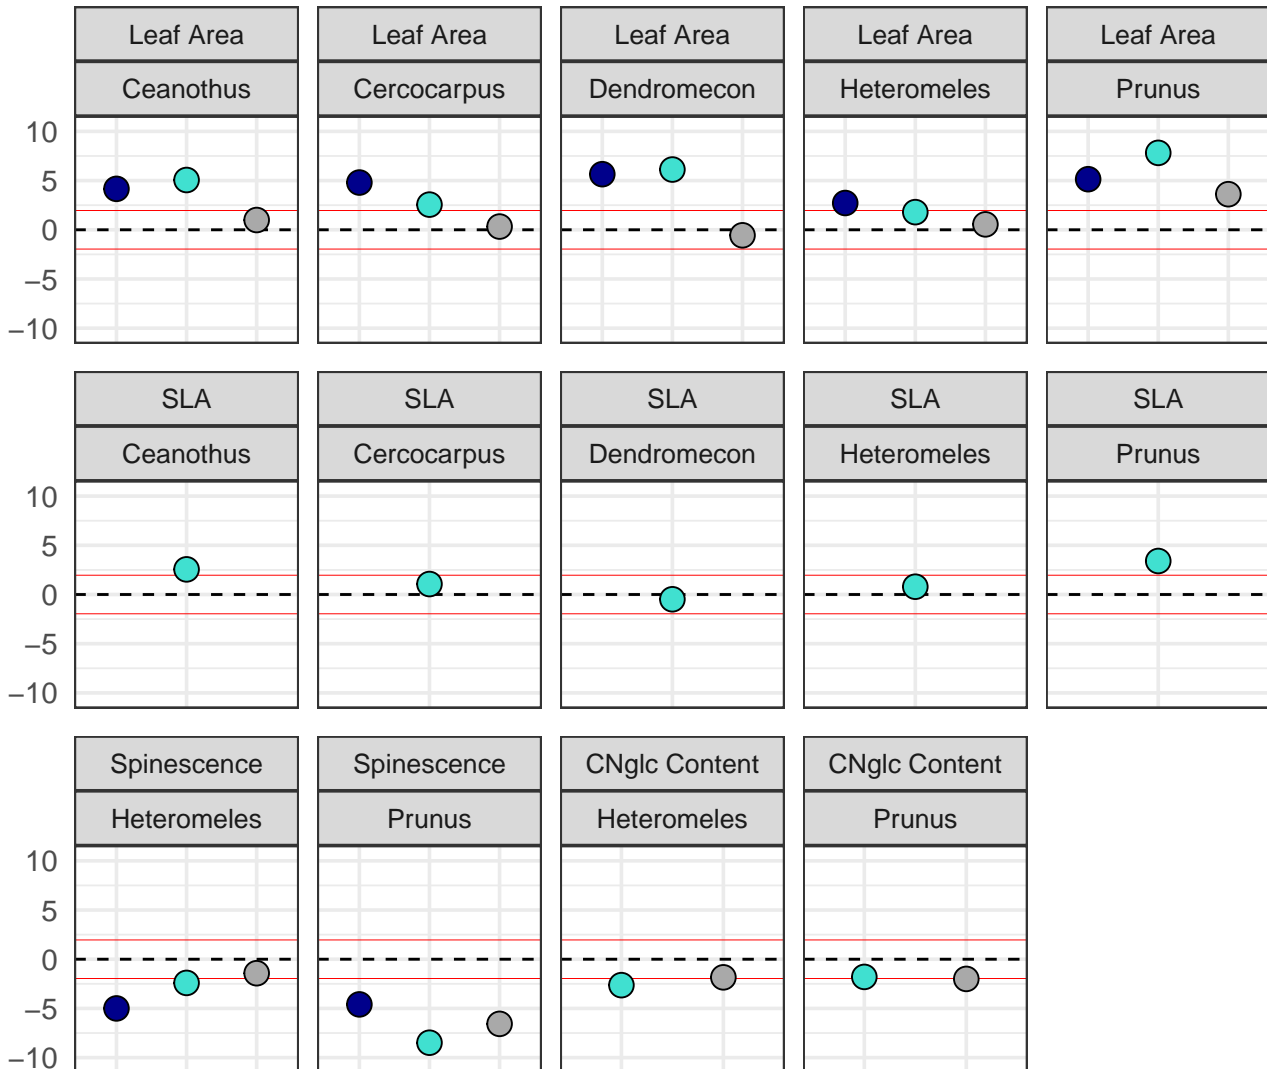 Leaf Area Leaf Area Leaf Area Leaf Area Leaf Area
Ceanothus Cercocarpus Dendromecon Heteromeles Prunus
10
5
0
−5
−10
SLA SLA SLA SLA SLA
Ceanothus Cercocarpus Dendromecon Heteromeles Prunus
10
5
0
−5
−10
Spinescence Spinescence CNglc Content CNglc Content
Heteromeles Prunus Heteromeles Prunus
10
5
0
−5
−10